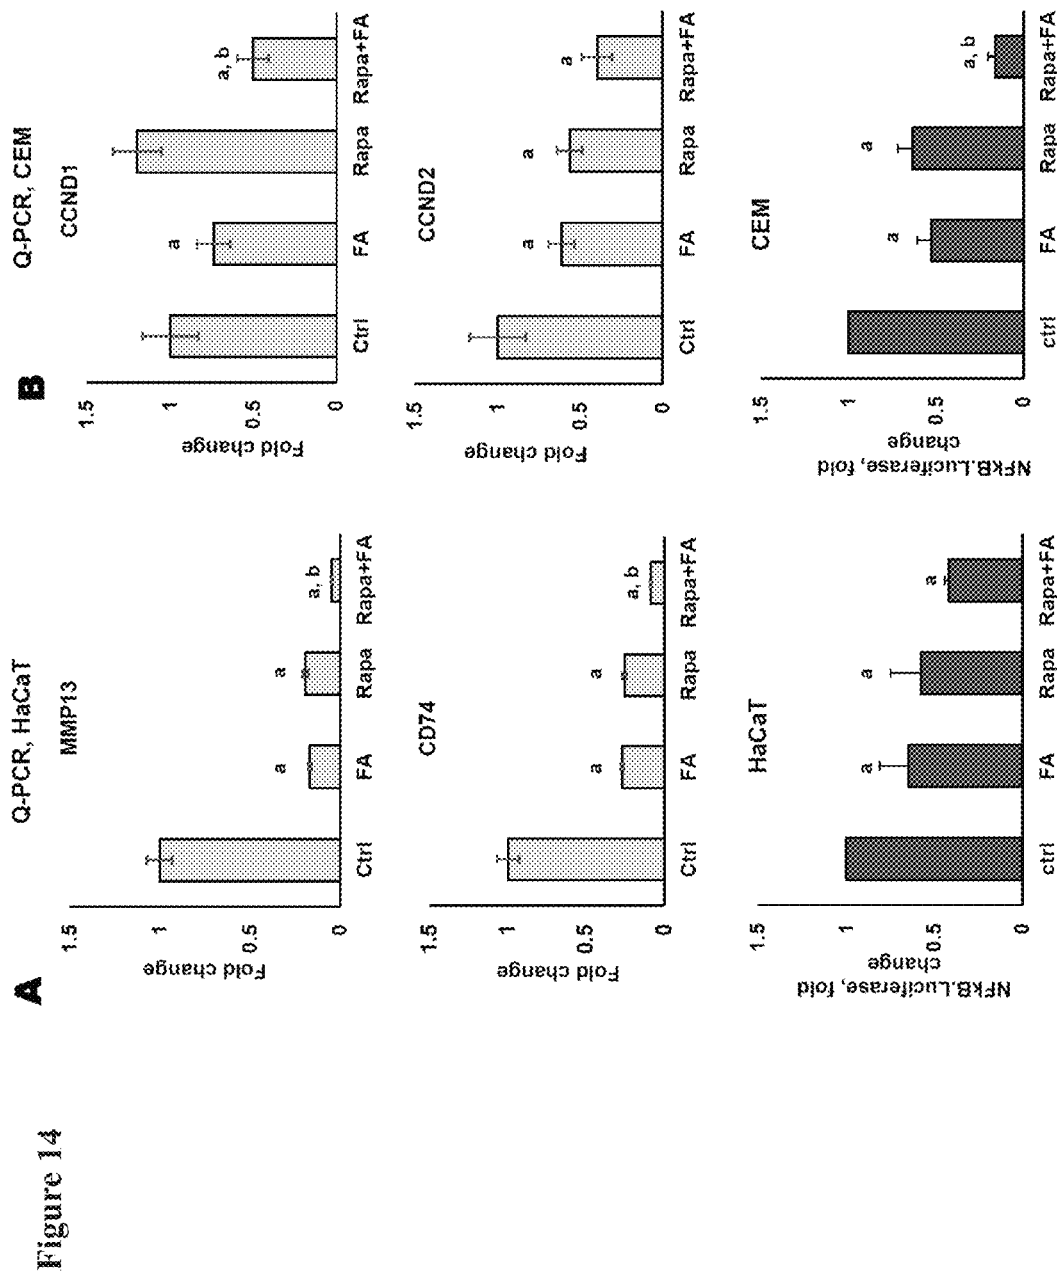 Figure 14
A
Q-PCR, HaCaT
MMP13
Fold change
1.5
1
0.5
0
a
a
a, b
Ctrl
FA
Rapa
Rapa+FA
CD74
Fold change
1.5
1
0.5
0
a
a
a, b
Ctrl
FA
Rapa
Rapa+FA
HaCaT
NFkB.Luciferase, fold
change
1.5
1
0.5
0
a
a
a
ctrl
FA
Rapa
Rapa+FA
B
Q-PCR, CEM
CCND1
Fold change
1.5
1
0.5
0
a
a, b
Ctrl
FA
Rapa
Rapa+FA
CCND2
Fold change
1.5
1
0.5
0
a
a
a
Ctrl
FA
Rapa
Rapa+FA
CEM
NFkB.Luciferase, fold
change
1.5
1
0.5
0
a
a
a, b
ctrl
FA
Rapa
Rapa+FA